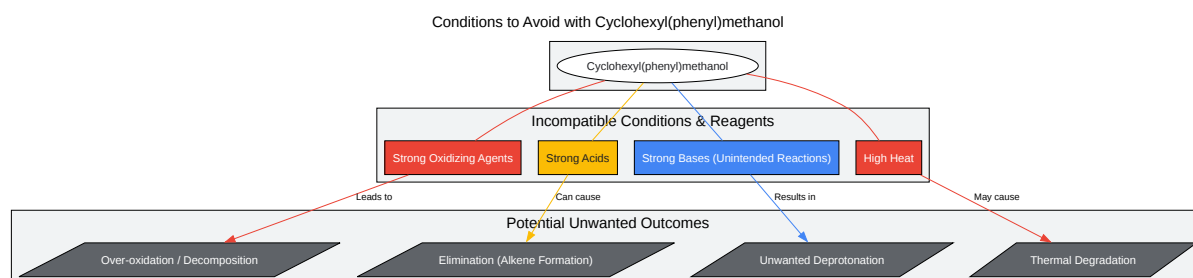 Conditions to Avoid with Cyclohexyl(phenyl)methanol
Cyclohexyl(phenyl)methanol
Incompatible Conditions & Reagents
Strong Oxidizing Agents
Strong Acids
Strong Bases (Unintended Reactions)
High Heat
Leads to
Can cause
Results in
May cause
Potential Unwanted Outcomes
Over-oxidation / Decomposition
Elimination (Alkene Formation)
Unwanted Deprotonation
Thermal Degradation